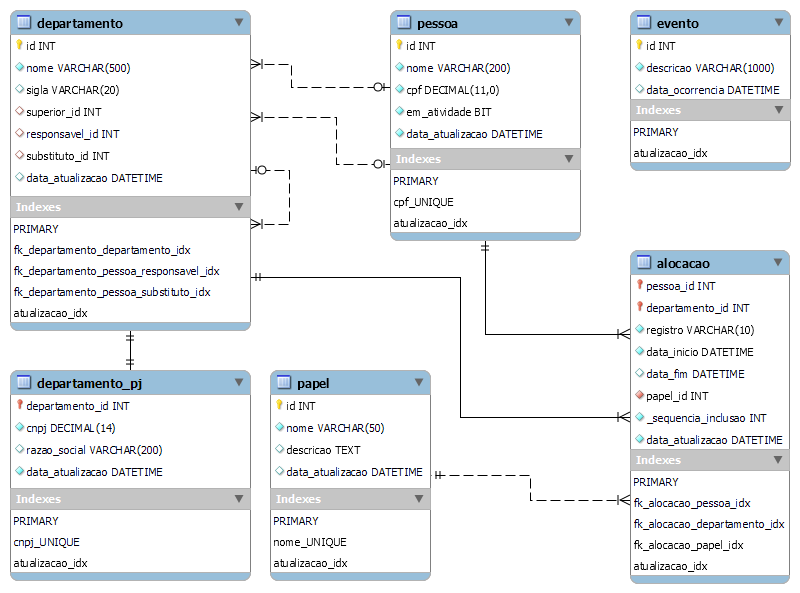 departamento
id INT
nome VARCHAR(500)
sigla VARCHAR(20)
superior_id INT
responsavel_id INT
substituto_id INT
data_atualizacao DATETIME
Indexes
PRIMARY
fk_departamento_departamento_idx
fk_departamento_pessoa_responsavel_idx
fk_departamento_pessoa_substituto_idx
atualizacao_idx
pessoa
id INT
nome VARCHAR(200)
cpf DECIMAL(11,0)
em_atividade BIT
data_atualizacao DATETIME
Indexes
PRIMARY
cpf_UNIQUE
atualizacao_idx
evento
id INT
descricao VARCHAR(1000)
data_ocorrencia DATETIME
Indexes
PRIMARY
atualizacao_idx
alocacao
pessoa_id INT
departamento_id INT
registro VARCHAR(10)
data_inicio DATETIME
data_fim DATETIME
papel_id INT
_sequencia_inclusao INT
data_atualizacao DATETIME
Indexes
PRIMARY
fk_alocacao_pessoa_idx
fk_alocacao_departamento_idx
fk_alocacao_papel_idx
atualizacao_idx
departamento_pj
departamento_id INT
cnpj DECIMAL(14)
razao_social VARCHAR(200)
data_atualizacao DATETIME
Indexes
PRIMARY
cnpj_UNIQUE
atualizacao_idx
papel
id INT
nome VARCHAR(50)
descricao TEXT
data_atualizacao DATETIME
Indexes
PRIMARY
nome_UNIQUE
atualizacao_idx